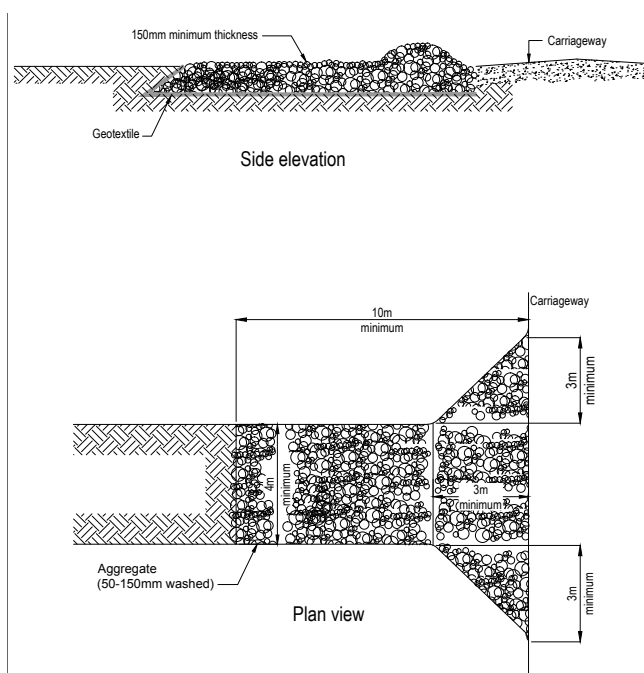 150mm minimum thickness
Carriageway
Geotextile
Side elevation
10m
minimum
Carriageway
3m
minimum
4m
minimum
3m
(minimum)
Aggregate
(50-150mm washed)
3m
minimum
Plan view